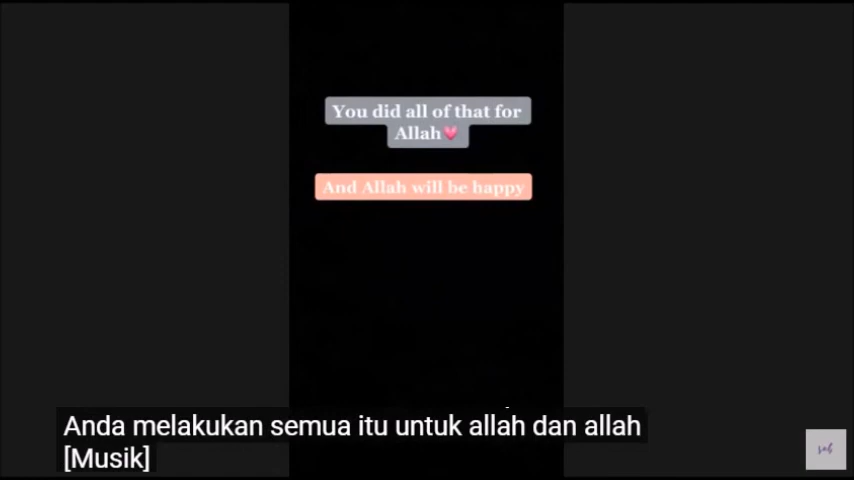 You did all of that for
Allah💗
And Allah will be happy
Anda melakukan semua itu untuk allah dan allah
[Musik]